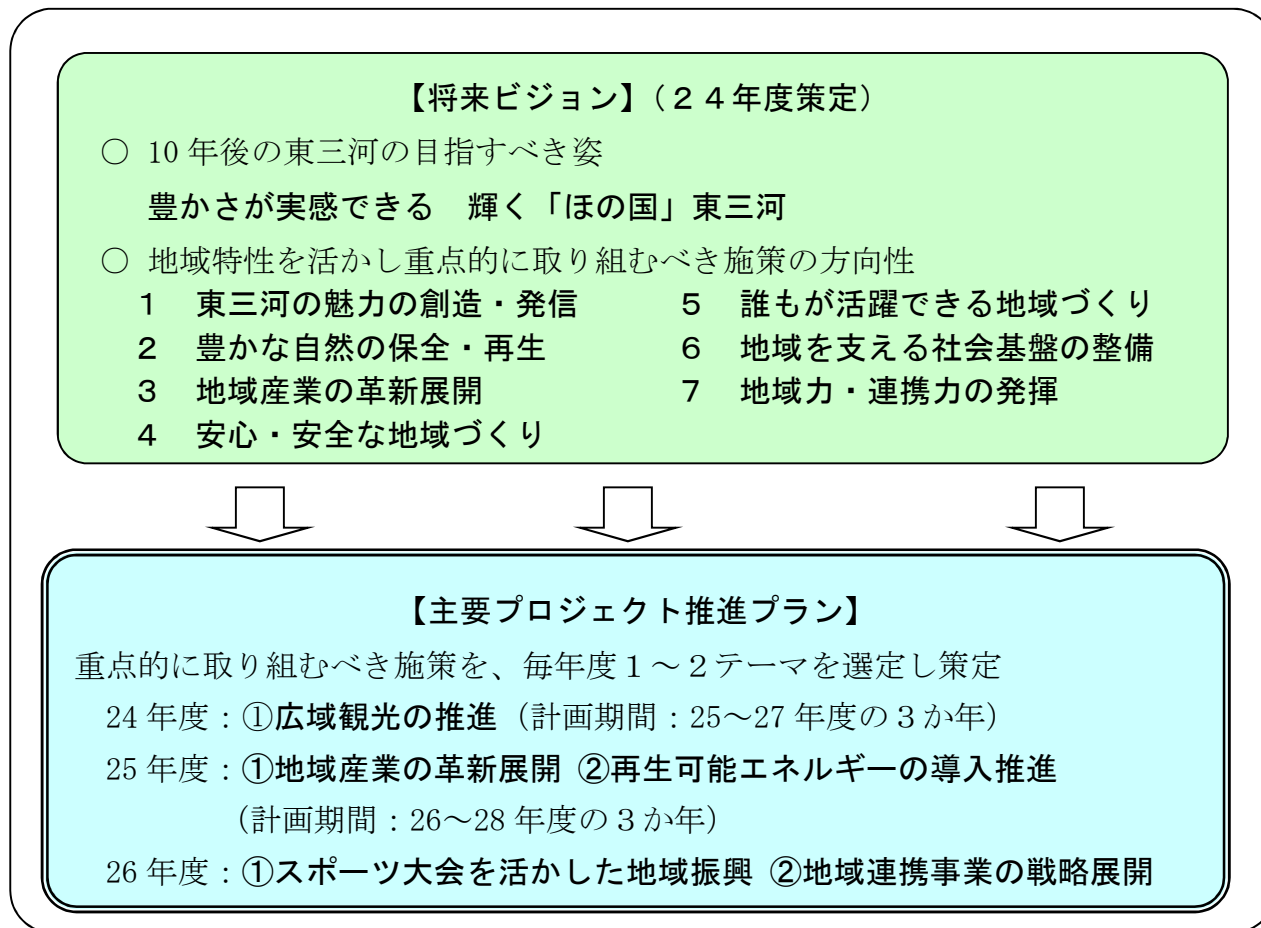 【将来ビジョン】（２４年度策定）
○ 10年後の東三河の目指すべき姿
豊かさが実感できる　輝く「ほの国」東三河
○ 地域特性を活かし重点的に取り組むべき施策の方向性
１　東三河の魅力の創造・発信　　　５　誰もが活躍できる地域づくり
２　豊かな自然の保全・再生　　　６　地域を支える社会基盤の整備
３　地域産業の革新展開　　　７　地域力・連携力の発揮
４　安心・安全な地域づくり
【主要プロジェクト推進プラン】
重点的に取り組むべき施策を、毎年度１～２テーマを選定し策定
24年度：①広域観光の推進（計画期間：25～27年度の３か年）
25年度：①地域産業の革新展開 ②再生可能エネルギーの導入推進
（計画期間：26～28年度の３か年）
26年度：①スポーツ大会を活かした地域振興 ②地域連携事業の戦略展開